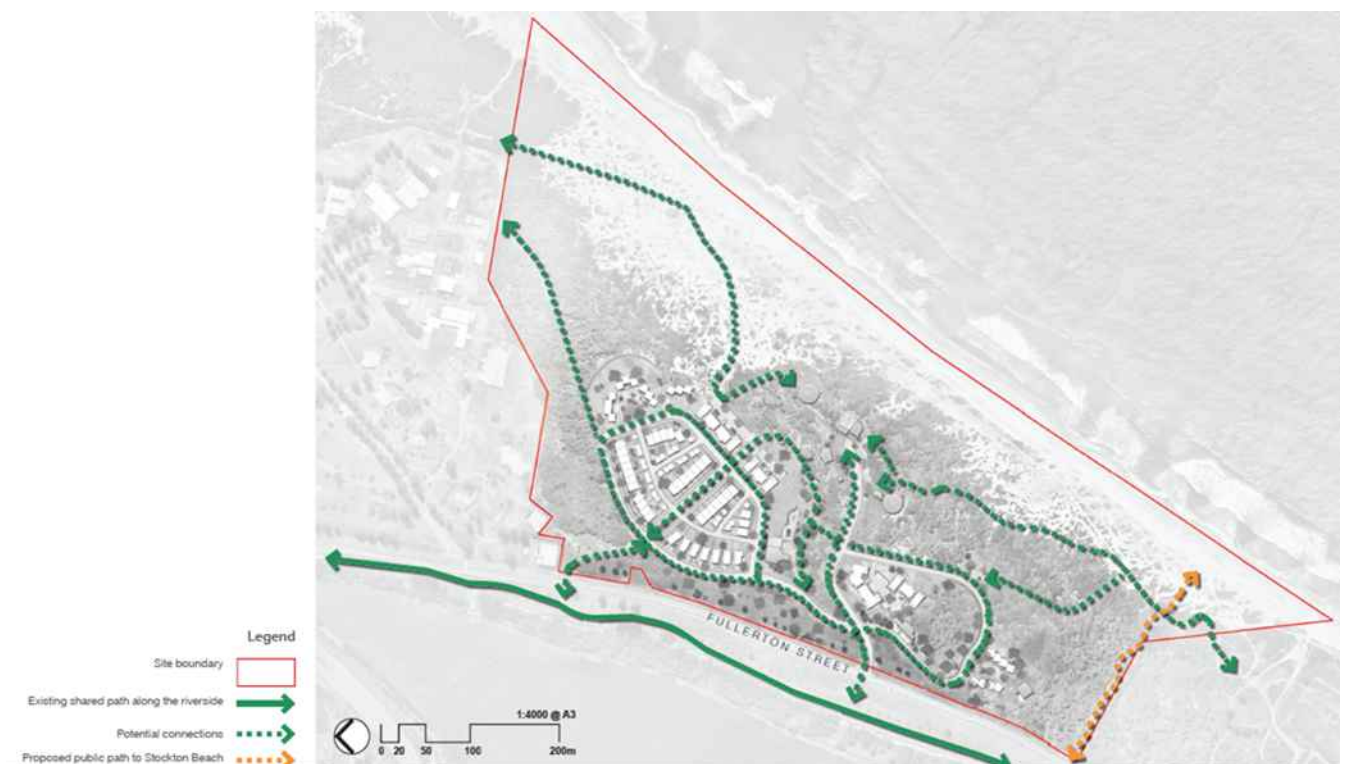 FULLERTON STREET
Legend
Site boundary
Existing shared path along the riverside
Potential connections
Proposed public path to Stockton Beach
1:4000 @ A3
0 20 50 100 200m